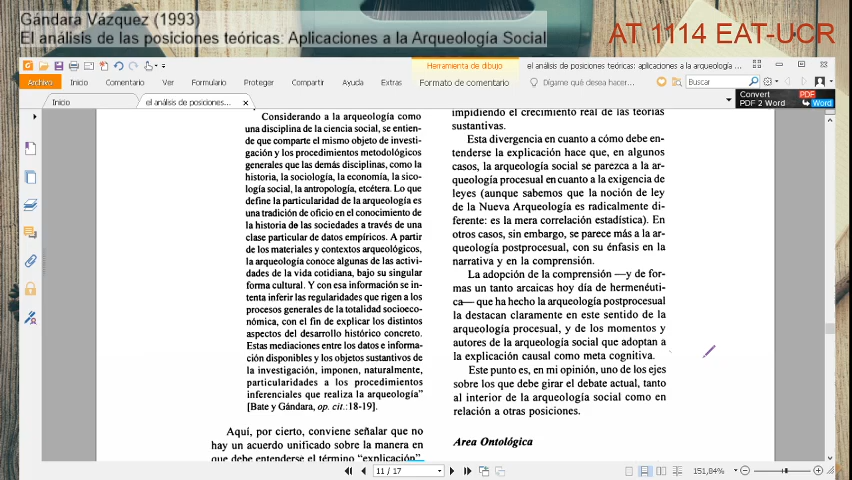 Gándara Vázquez (1993)
El análisis de las posiciones teóricas: Aplicaciones a la Arqueología Social
AT 1114 EAT-UCR
Herramienta de dibujo
el análisis de posiciones teóricas: aplicaciones a la arqueología ...
Archivo
Inicio
Comentario
Ver
Formulario
Proteger
Compartir
Ayuda
Extras
Formato de comentario
Dígame qué desea hacer...
Buscar
Inicio
el análisis de posiciones...
Convert PDF
PDF 2 Word Word
Considerando a la arqueología como
una disciplina de la ciencia social, se entien-
de que comparte el mismo objeto de investi-
gación y los procedimientos metodológicos
generales que las demás disciplinas, como la
historia, la sociología, la economía, la sico-
logía social, la antropología, etcétera. Lo que
define la particularidad de la arqueología es
una tradición de oficio en el conocimiento de
la historia de las sociedades a través de una
clase particular de datos empíricos. A partir
de los materiales y contextos arqueológicos,
la arqueología conoce algunas de las activi-
dades de la vida cotidiana, bajo su singular
forma cultural. Y con esa información se in-
tenta inferir las regularidades que rigen a los
procesos generales de la totalidad socioeco-
nómica, con el fin de explicar los distintos
aspectos del desarrollo histórico concreto.
Estas mediaciones entre los datos e informa-
ción disponibles y los objetos sustantivos de
la investigación, imponen, naturalmente,
particularidades a los procedimientos
inferenciales que realiza la arqueología"
[Bate y Gándara, op. cit.:18-19].
Aquí, por cierto, conviene señalar que no
hay un acuerdo unificado sobre la manera en
que debe entenderse el término "explicación"
impidiendo el crecimiento real de las teorías
sustantivas.
Esta divergencia en cuanto a cómo debe en-
tenderse la explicación hace que, en algunos
casos, la arqueología social se parezca a la ar-
queología procesual en cuanto a la exigencia de
leyes (aunque sabemos que la noción de ley
de la Nueva Arqueología es radicalmente di-
ferente: es la mera correlación estadística). En
otros casos, sin embargo, se parece más a la ar-
queología postprocesual, con su énfasis en la
narrativa y en la comprensión.
La adopción de la comprensión —y de for-
mas un tanto arcaicas hoy día de hermenéuti-
ca— que ha hecho la arqueología postprocesual
la destacan claramente en este sentido de la
arqueología procesual, y de los momentos y
autores de la arqueología social que adoptan a
la explicación causal como meta cognitiva.
Este punto es, en mi opinión, uno de los ejes
sobre los que debe girar el debate actual, tanto
al interior de la arqueología social como en
relación a otras posiciones.
Area Ontológica
11 / 17
151,84%